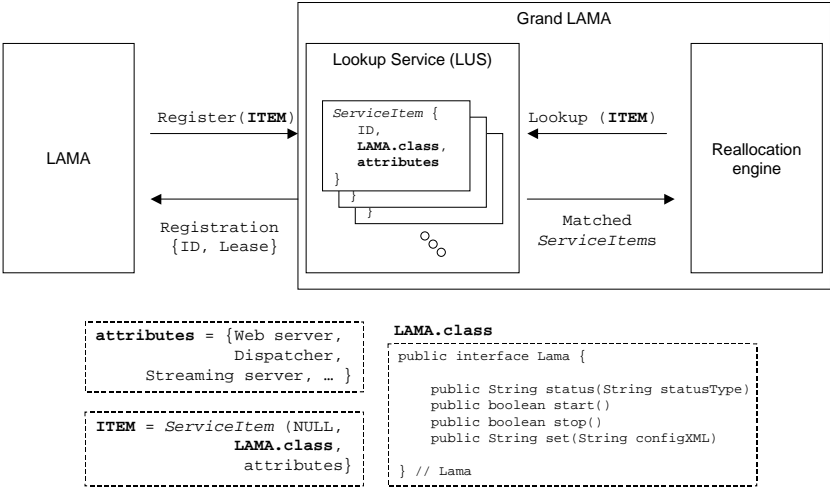 Grand LAMA
Lookup Service (LUS)
LAMA
Register(ITEM)
Registration
{ID, Lease}
ServiceItem {
ID,
LAMA.class,
attributes
}
}
}
Lookup (ITEM)
Matched
ServiceItems
Reallocation
engine
attributes = {Web server,
Dispatcher,
Streaming server, … }
ITEM = ServiceItem (NULL,
LAMA.class,
attributes}
LAMA.class
public interface Lama {
public String status(String statusType)
public boolean start()
public boolean stop()
public String set(String configXML)
} // Lama